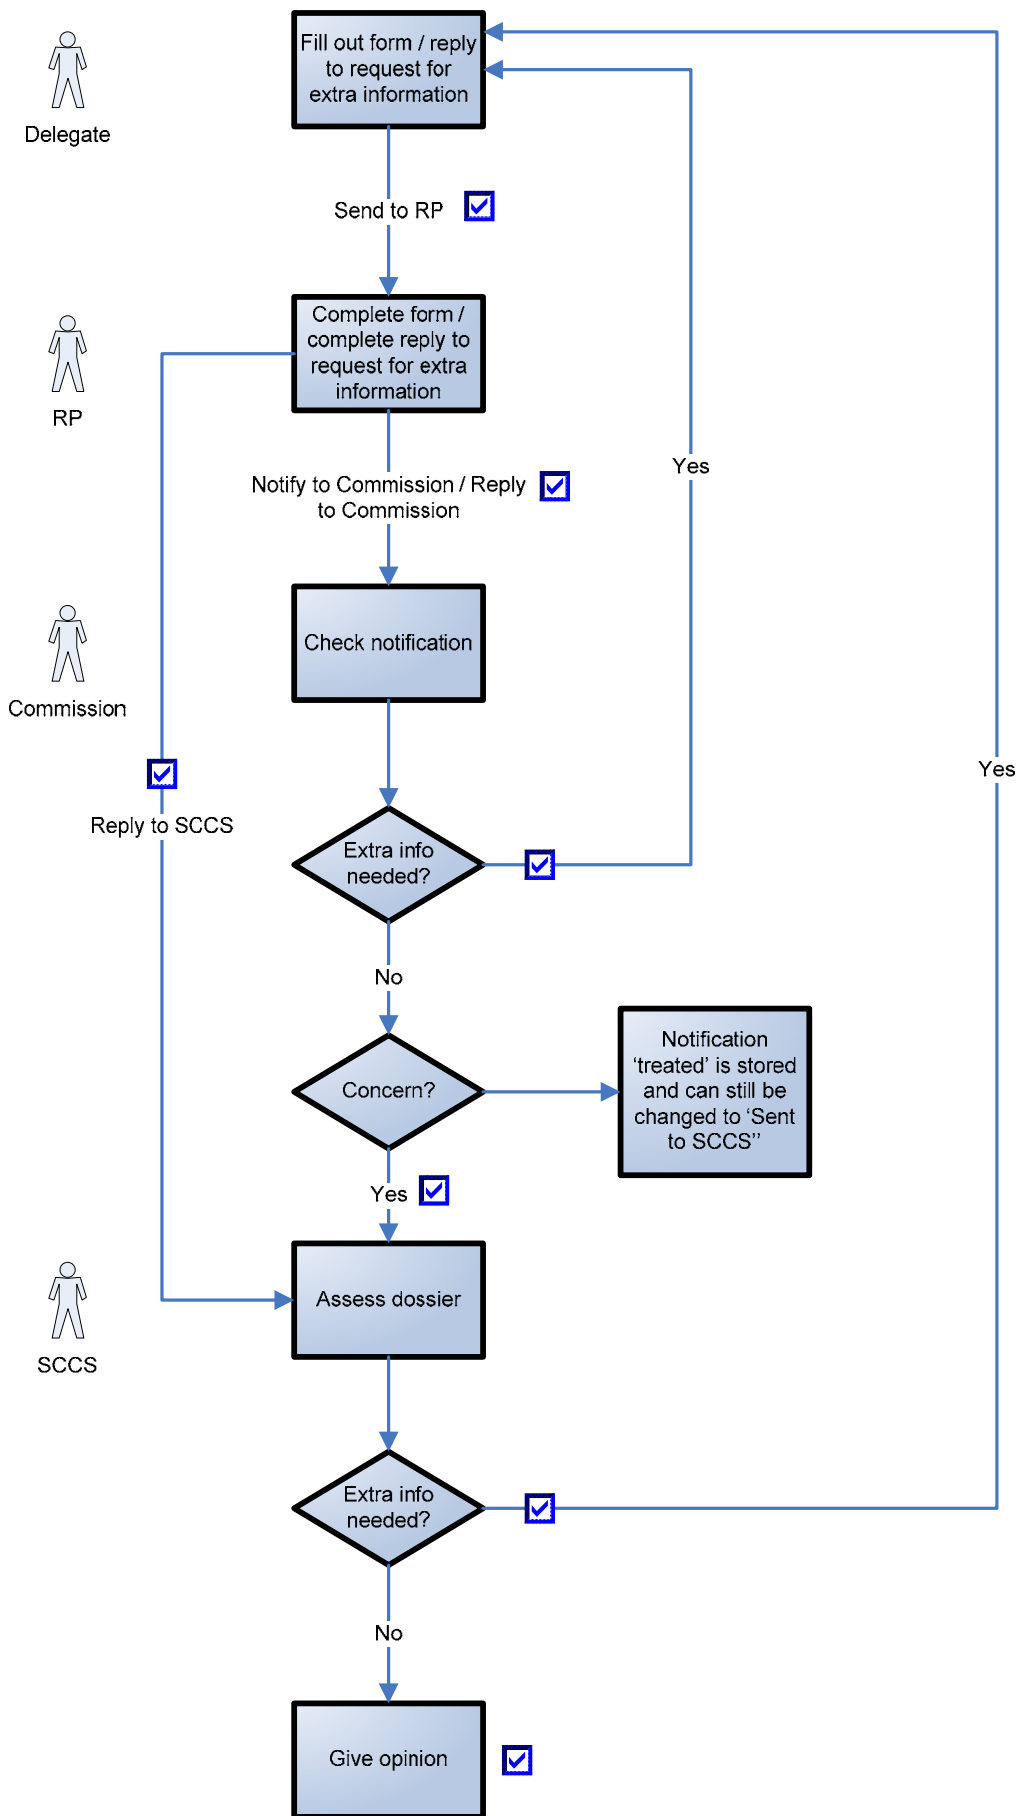 Fill out form / reply
to request for
extra information
Delegate
Send to RP
Complete form /
complete reply to
request for extra
information
RP
Yes
Notify to Commission / Reply
to Commission
Check notification
Commission
Yes
Reply to SCCS
Extra info
needed?
No
Notification
‘treated’ is stored
and can still be
changed to ‘Sent
to SCCS’’
Concern?
Yes
Assess dossier
SCCS
Extra info
needed?
No
Give opinion